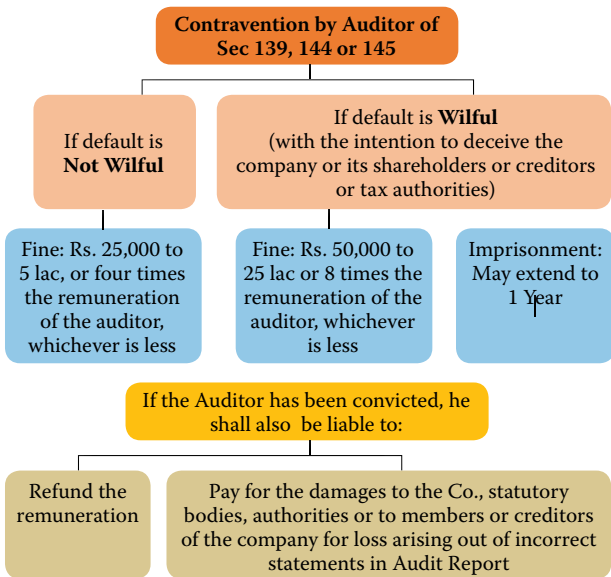 Contravention by Auditor of
Sec 139, 144 or 145
If default is
Not Wilful
If default is Wilful
(with the intention to deceive the
company or its shareholders or creditors
or tax authorities)
Fine: Rs. 25,000 to
5 lac, or four times
the remuneration
of the auditor,
whichever is less
Fine: Rs. 50,000 to
25 lac or 8 times the
remuneration of the
auditor, whichever
is less
Imprisonment:
May extend to
1 Year
If the Auditor has been convicted, he
shall also be liable to:
Refund the
remuneration
Pay for the damages to the Co., statutory
bodies, authorities or to members or creditors
of the company for loss arising out of incorrect
statements in Audit Report